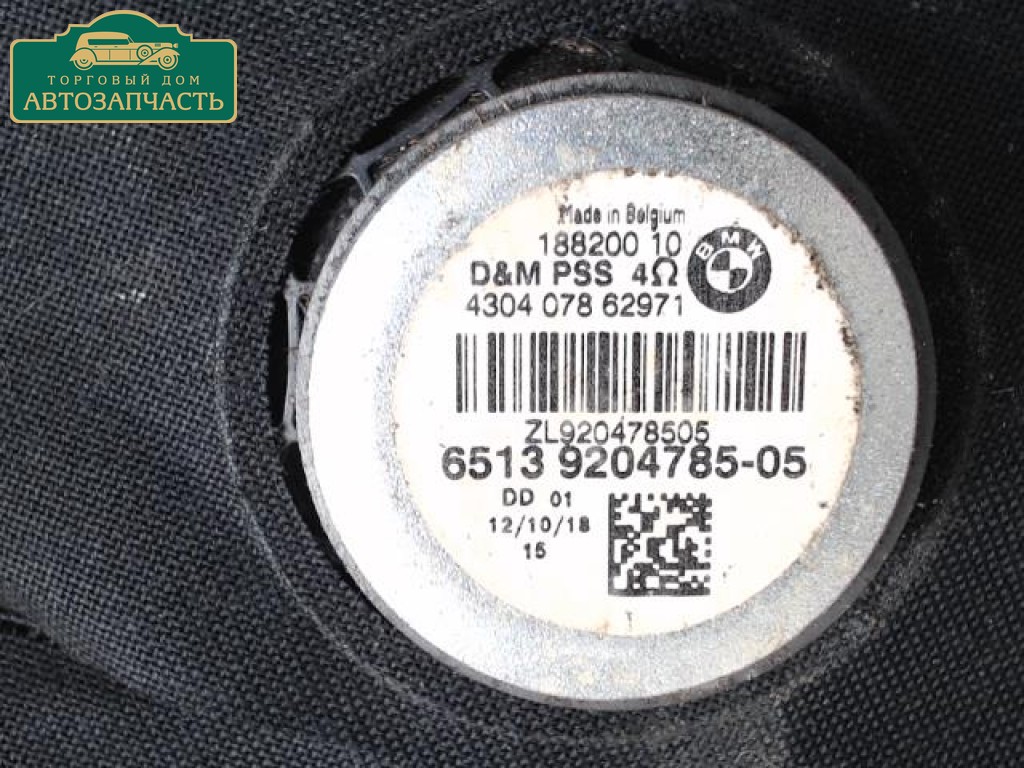 ТОРГОВЫЙ ДОМ
АВТОЗАПЧАСТЬ
Made in Belgium
188200 10
D&M PSS 4Ω
BMW
4304 078 62971
ZL920478505
6513 9204785-05
DD 01
12/10/18
15